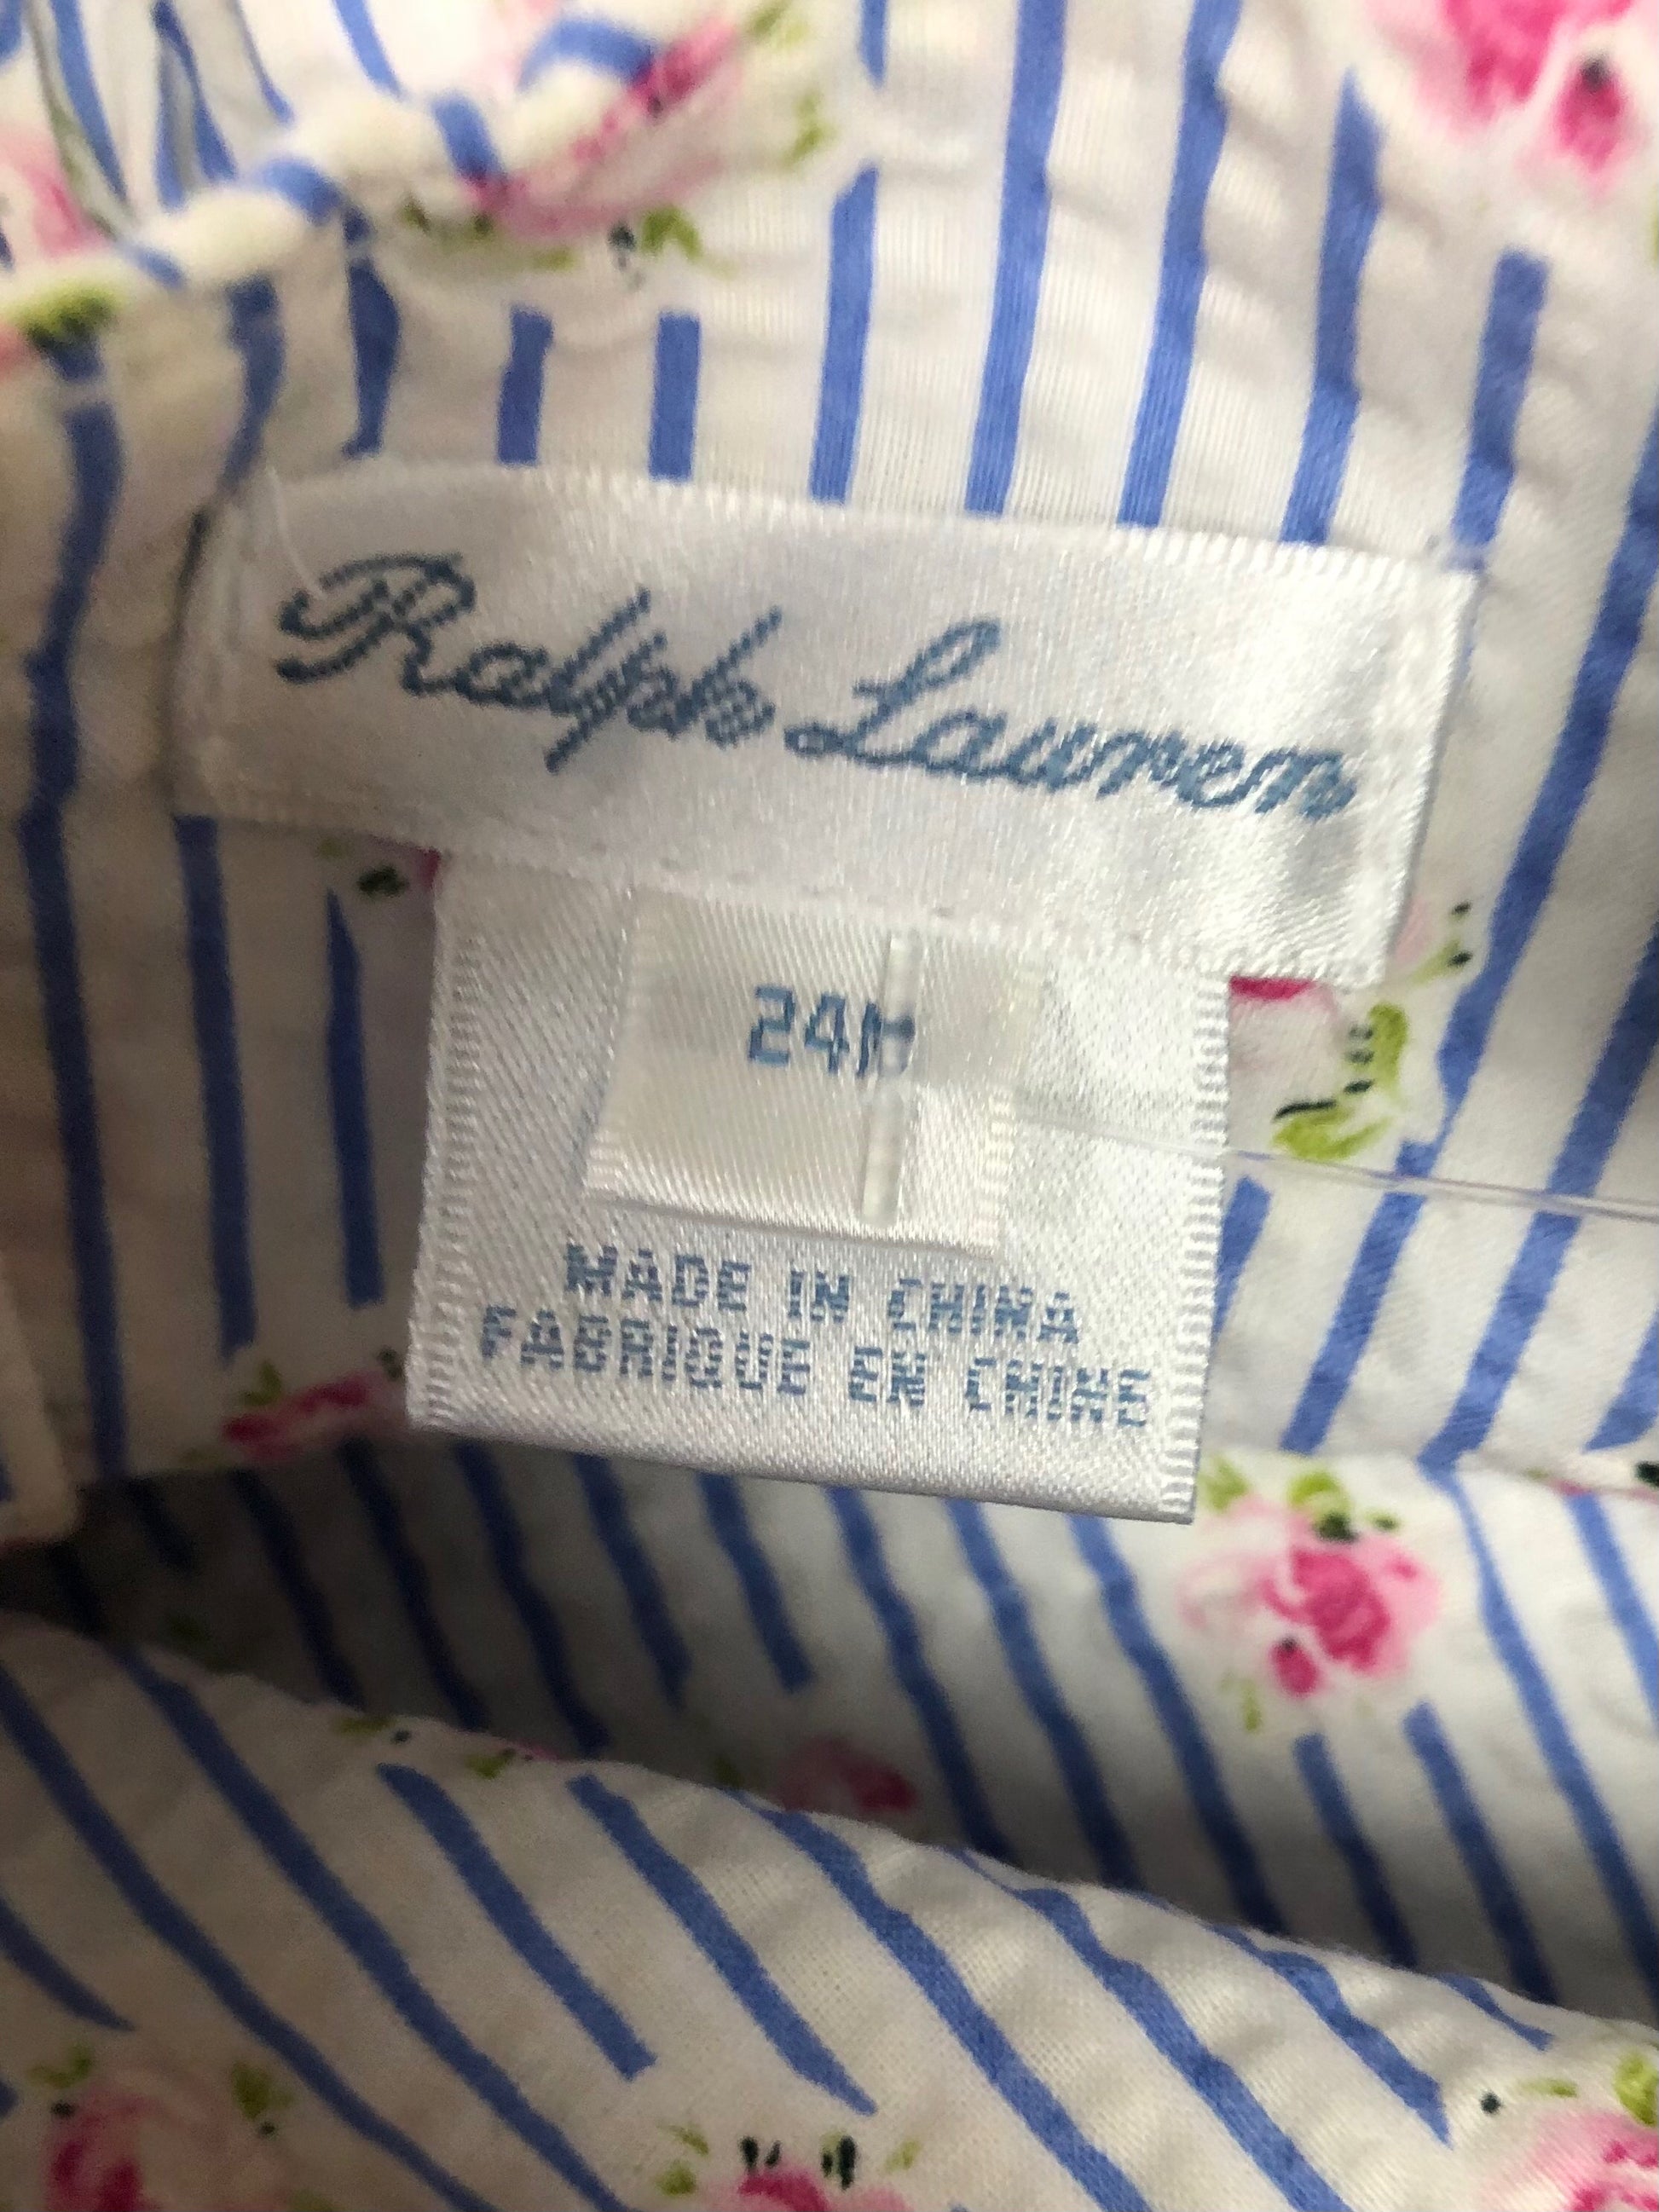 Ralph Lauren
24M
MADE IN CHINA
FABRIQUE EN CHINE